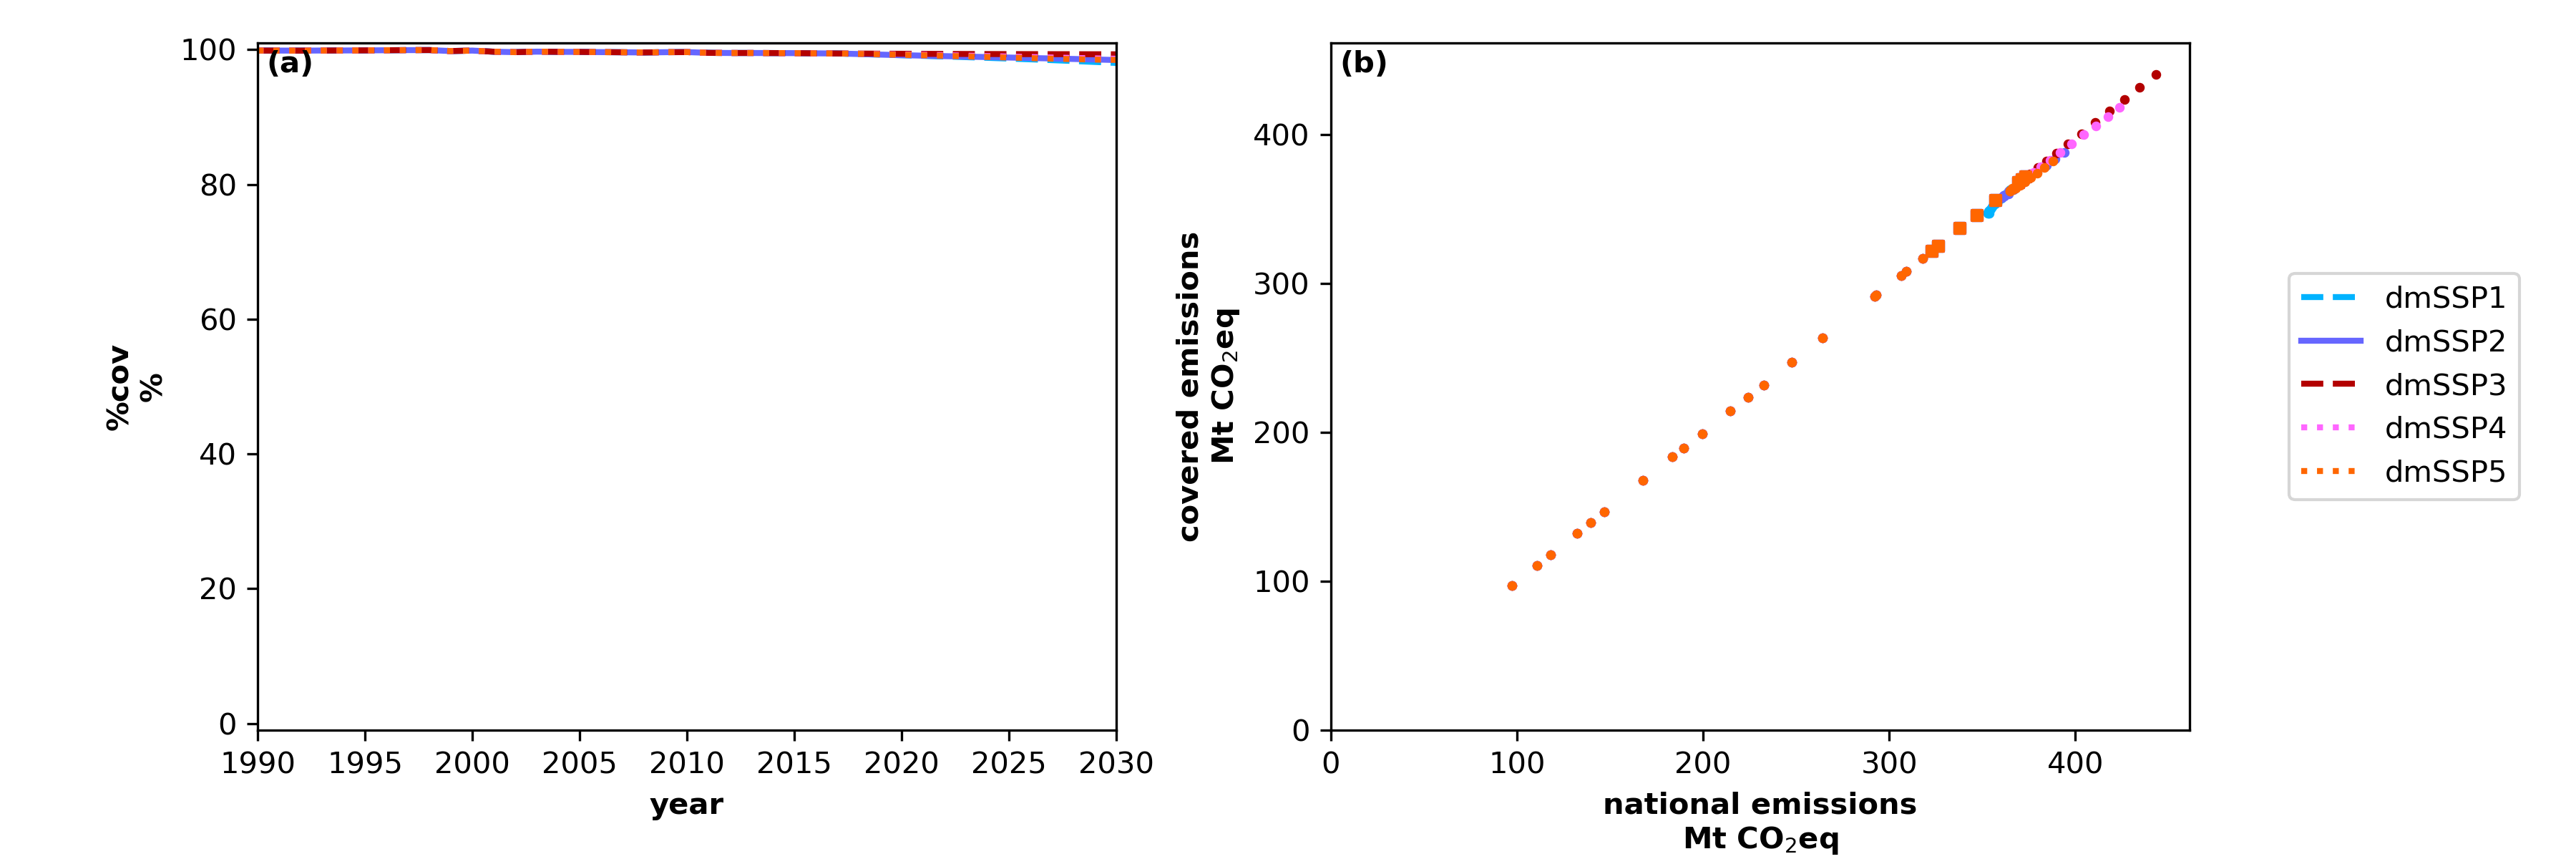 (a)
100
80
60
40
20
0
%cov
%
1990 1995 2000 2005 2010 2015 2020 2025 2030
year
(b)
400
300
200
100
0
covered emissions
Mt CO₂eq
0 100 200 300 400
national emissions
Mt CO₂eq
dmSSP1
dmSSP2
dmSSP3
dmSSP4
dmSSP5